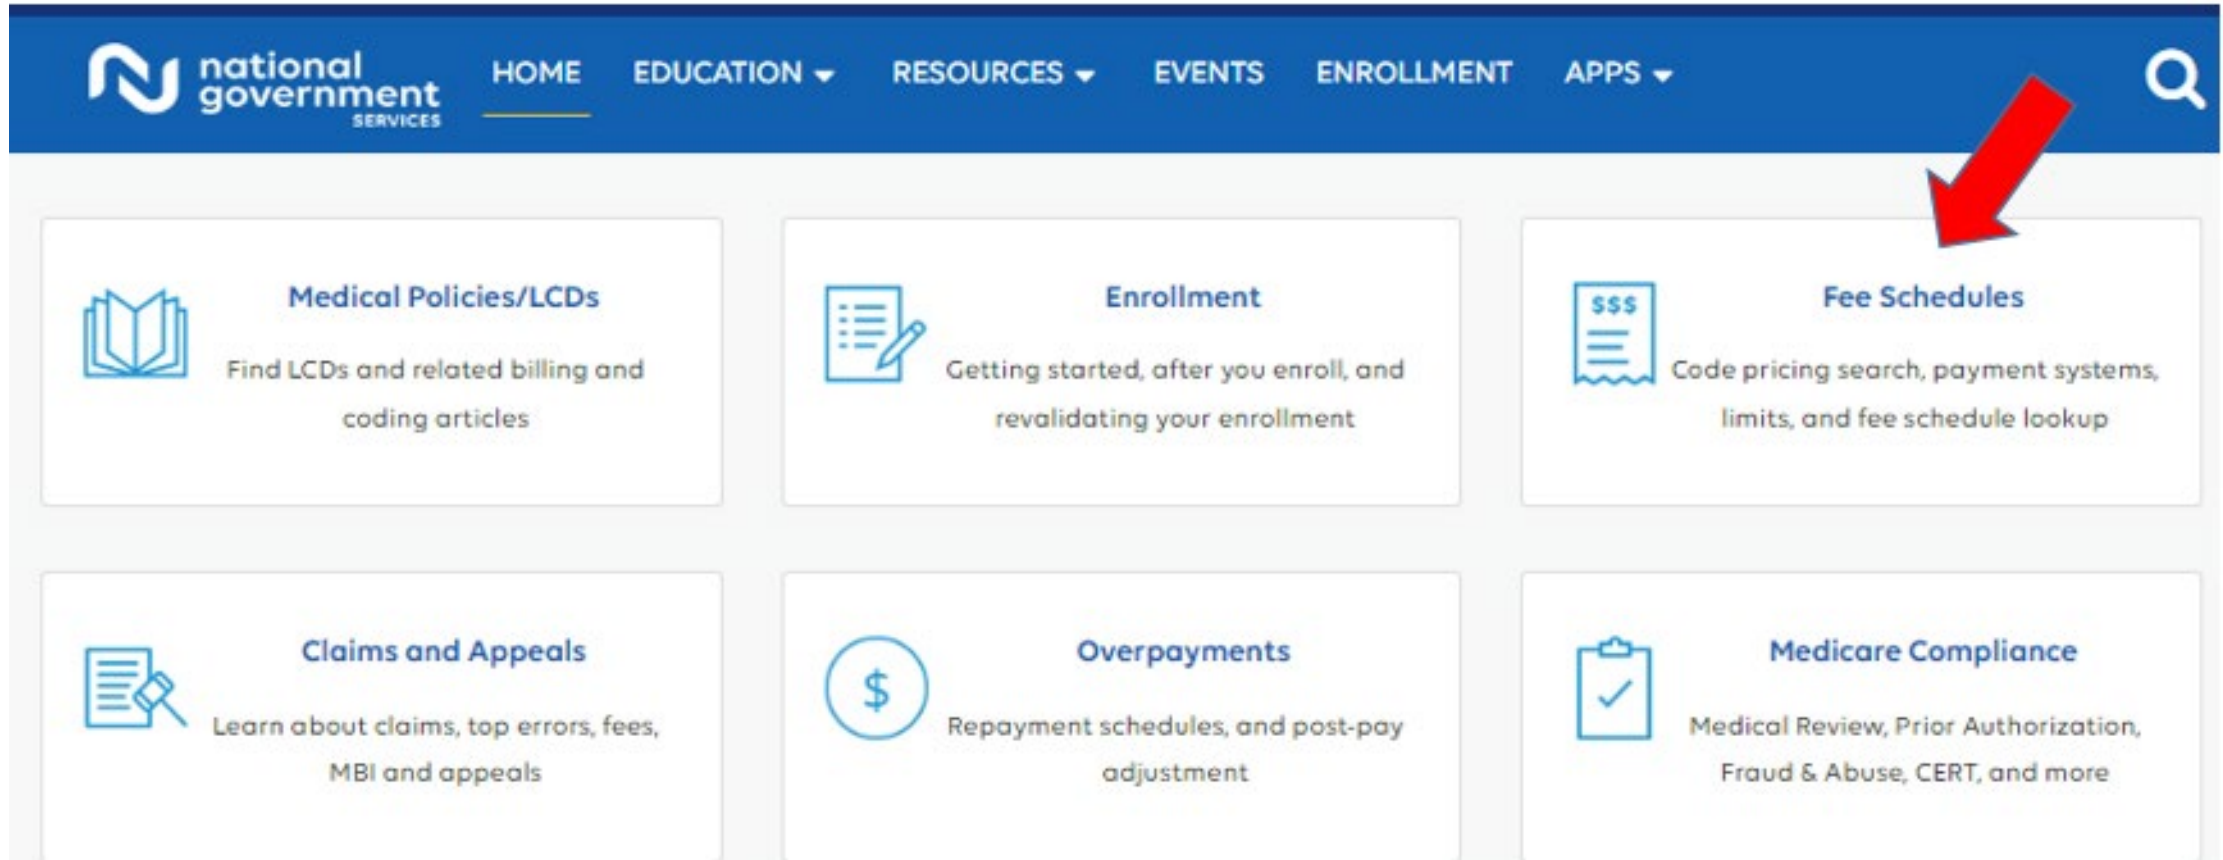 national
government
SERVICES
HOME
EDUCATION
RESOURCES
EVENTS
ENROLLMENT
APPS
Medical Policies/LCDs
Find LCDs and related billing and
coding articles
Enrollment
Getting started, after you enroll, and
revalidating your enrollment
$$$
Fee Schedules
Code pricing search, payment systems,
limits, and fee schedule lookup
Claims and Appeals
Learn about claims, top errors, fees,
MBI and appeals
$
Overpayments
Repayment schedules, and post-pay
adjustment
Medicare Compliance
Medical Review, Prior Authorization,
Fraud & Abuse, CERT, and more